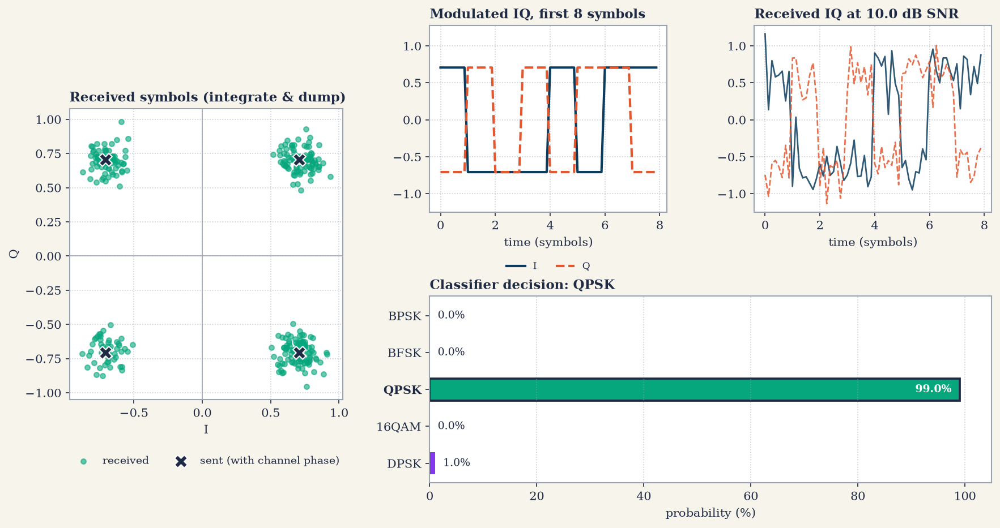 Received symbols (integrate & dump)
1.00
0.75
0.50
0.25
0.00
−0.25
−0.50
−0.75
−1.00
Q
−0.5 0.0 0.5 1.0
I
received sent (with channel phase)
Modulated IQ, first 8 symbols
1.0
0.5
0.0
−0.5
−1.0
0 2 4 6 8
time (symbols)
I Q
Received IQ at 10.0 dB SNR
1.0
0.5
0.0
−0.5
−1.0
0 2 4 6 8
time (symbols)
Classifier decision: QPSK
BPSK 0.0%
BFSK 0.0%
QPSK 99.0%
16QAM 0.0%
DPSK 1.0%
0 20 40 60 80 100
probability (%)